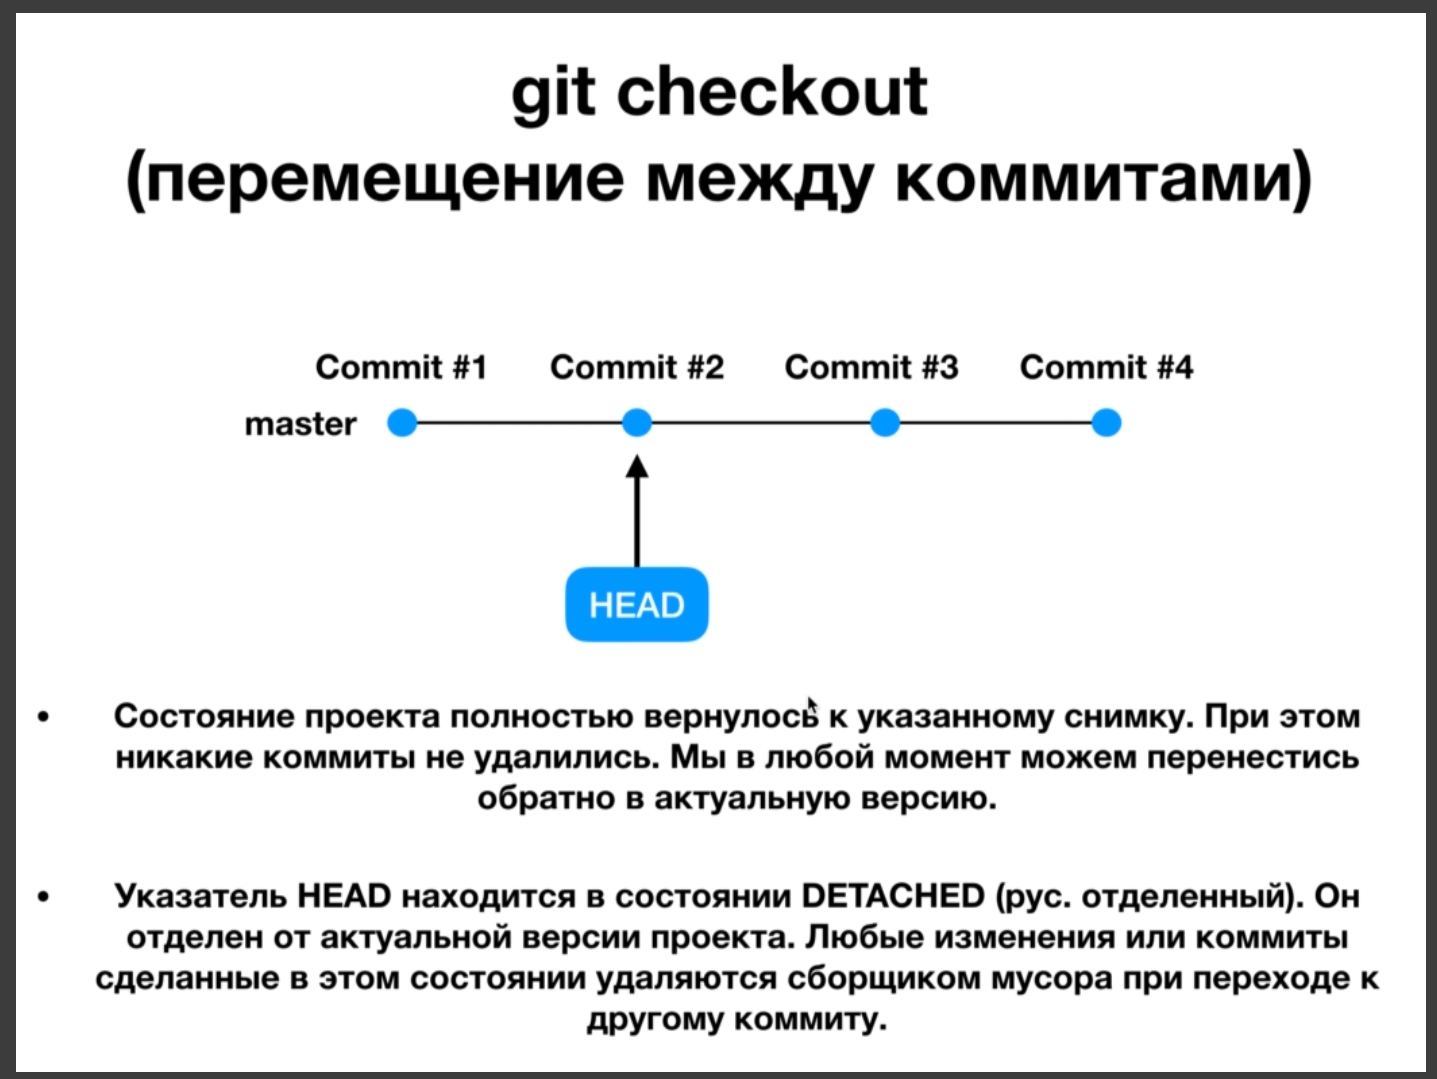 git checkout
(перемещение между коммитами)
Commit #1 Commit #2 Commit #3 Commit #4
master
HEAD
• Состояние проекта полностью вернулось к указанному снимку. При этом
никакие коммиты не удалились. Мы в любой момент можем перенестись
обратно в актуальную версию.
• Указатель HEAD находится в состоянии DETACHED (рус. отделенный). Он
отделен от актуальной версии проекта. Любые изменения или коммиты
сделанные в этом состоянии удаляются сборщиком мусора при переходе к
другому коммиту.